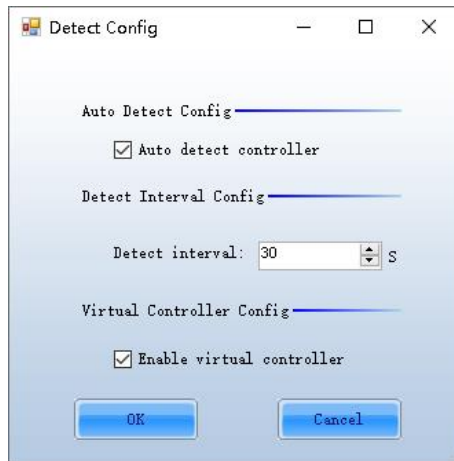 Detect Config
Auto Detect Config
Auto detect controller
Detect Interval Config
Detect interval: 30 S
Virtual Controller Config
Enable virtual controller
OK Cancel